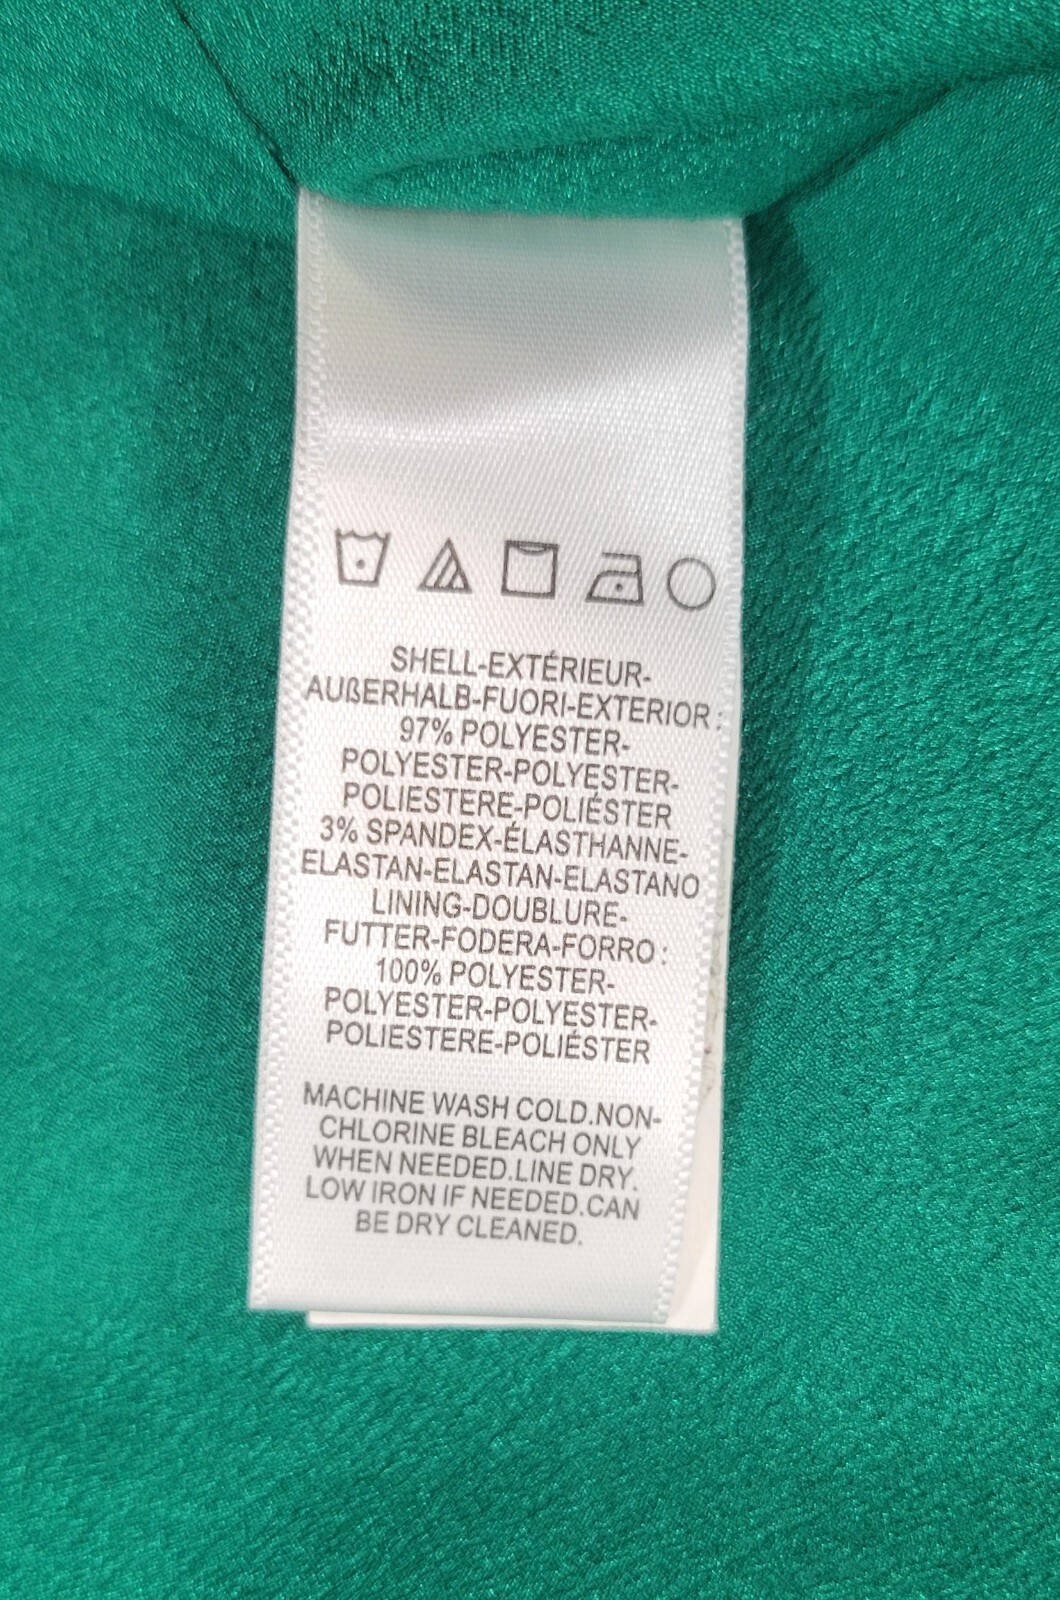 SHELL-EXTÉRIEUR-
AUßERHALB-FUORI-EXTERIOR :
97% POLYESTER-
POLYESTER-POLYESTER-
POLIESTERE-POLIÉSTER
3% SPANDEX-ÉLASTHANNE-
ELASTAN-ELASTAN-ELASTANO
LINING-DOUBLURE-
FUTTER-FODERA-FORRO :
100% POLYESTER-
POLYESTER-POLYESTER-
POLIESTERE-POLIÉSTER
MACHINE WASH COLD.NON-
CHLORINE BLEACH ONLY
WHEN NEEDED.LINE DRY.
LOW IRON IF NEEDED.CAN
BE DRY CLEANED.